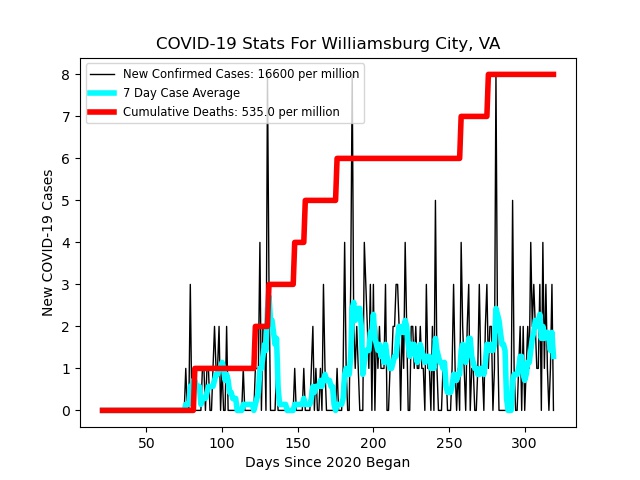 COVID-19 Stats For Williamsburg City, VA
New Confirmed Cases: 16600 per million
7 Day Case Average
Cumulative Deaths: 535.0 per million
New COVID-19 Cases
8
7
6
5
4
3
2
1
0
50 100 150 200 250 300
Days Since 2020 Began